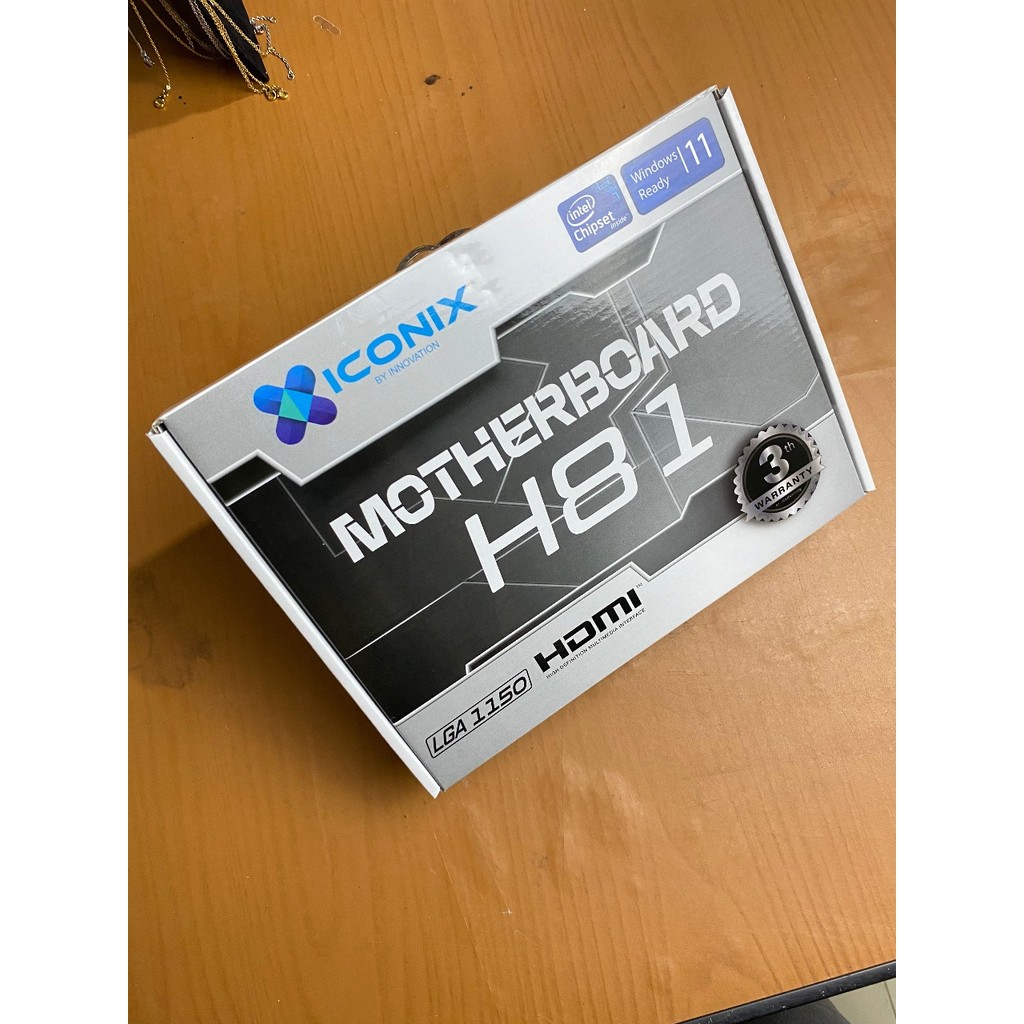 intel
Chipset
inside
Windows
Ready
11
ICONIX
BY INNOVATION
MOTHERBOARD
H81
3th
WARRANTY
LGA 1150
HDMI™
HIGH-DEFINITION MULTIMEDIA INTERFACE